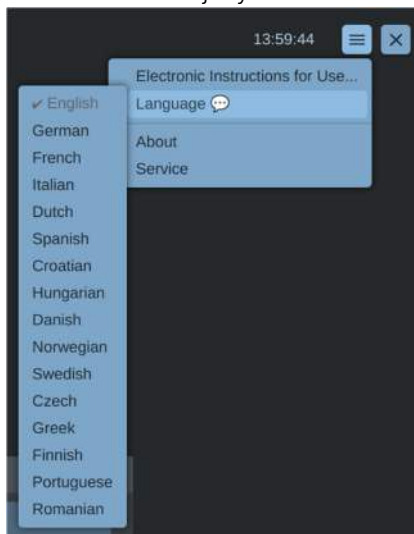 13:59:44
Electronic Instructions for Use...
Language 💬
About
Service
✔ English
German
French
Italian
Dutch
Spanish
Croatian
Hungarian
Danish
Norwegian
Swedish
Czech
Greek
Finnish
Portuguese
Romanian